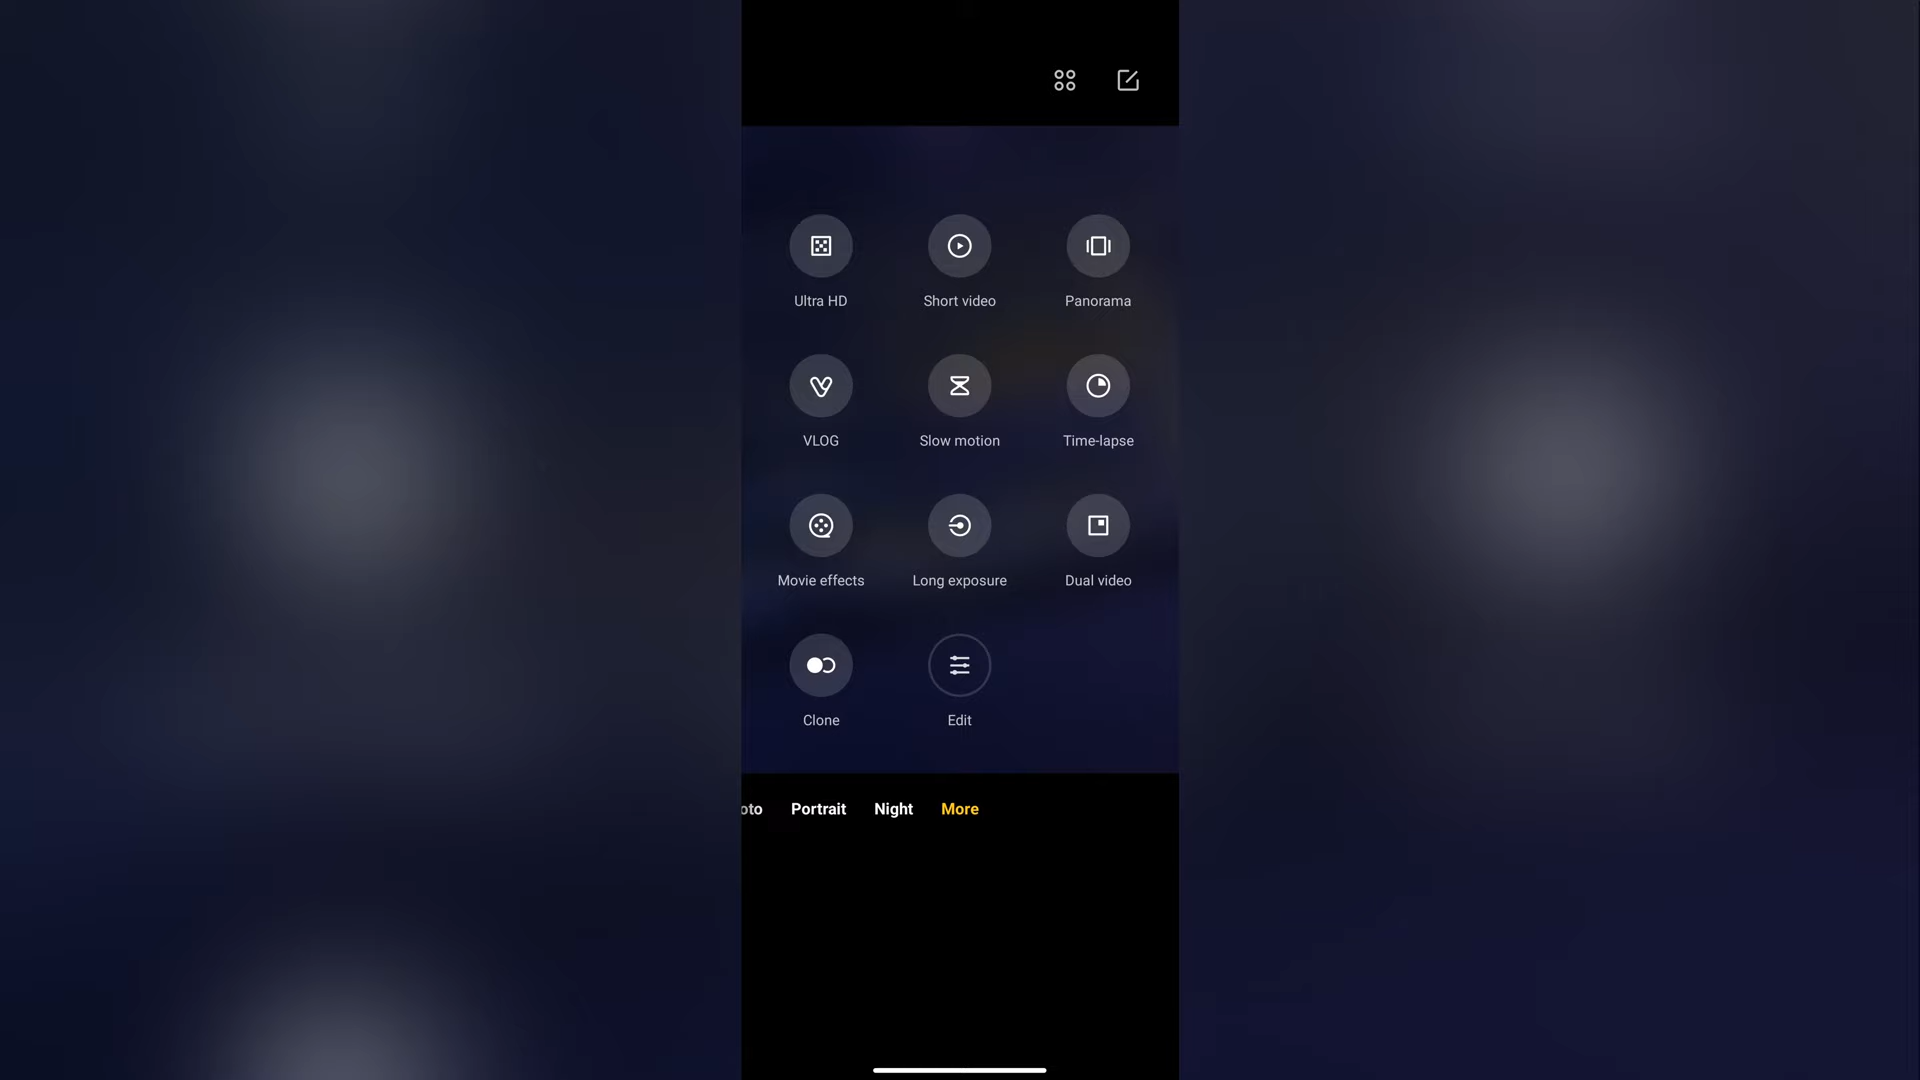 Ultra HD
Short video
Panorama
VLOG
Slow motion
Time-lapse
Movie effects
Long exposure
Dual video
Clone
Edit
oto Portrait Night More